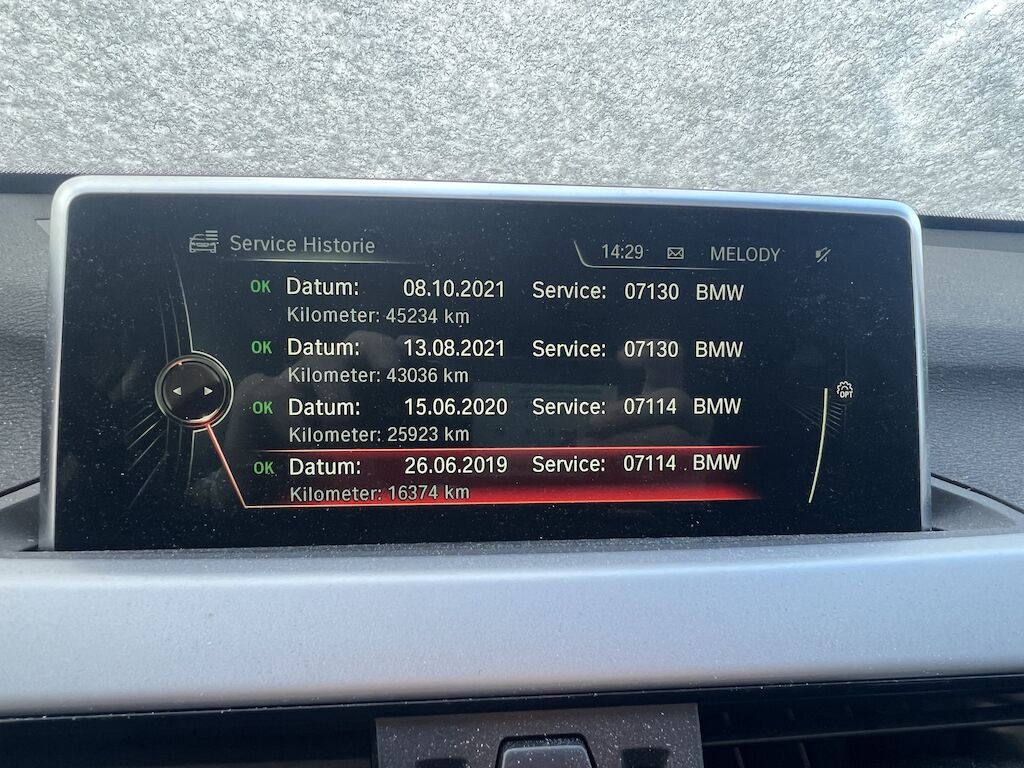 Service Historie 14:29 MELODY
OK Datum: 08.10.2021 Service: 07130 BMW
Kilometer: 45234 km
OK Datum: 13.08.2021 Service: 07130 BMW
Kilometer: 43036 km
OK Datum: 15.06.2020 Service: 07114 BMW
Kilometer: 25923 km
OK Datum: 26.06.2019 Service: 07114 BMW
Kilometer: 16374 km
OPT